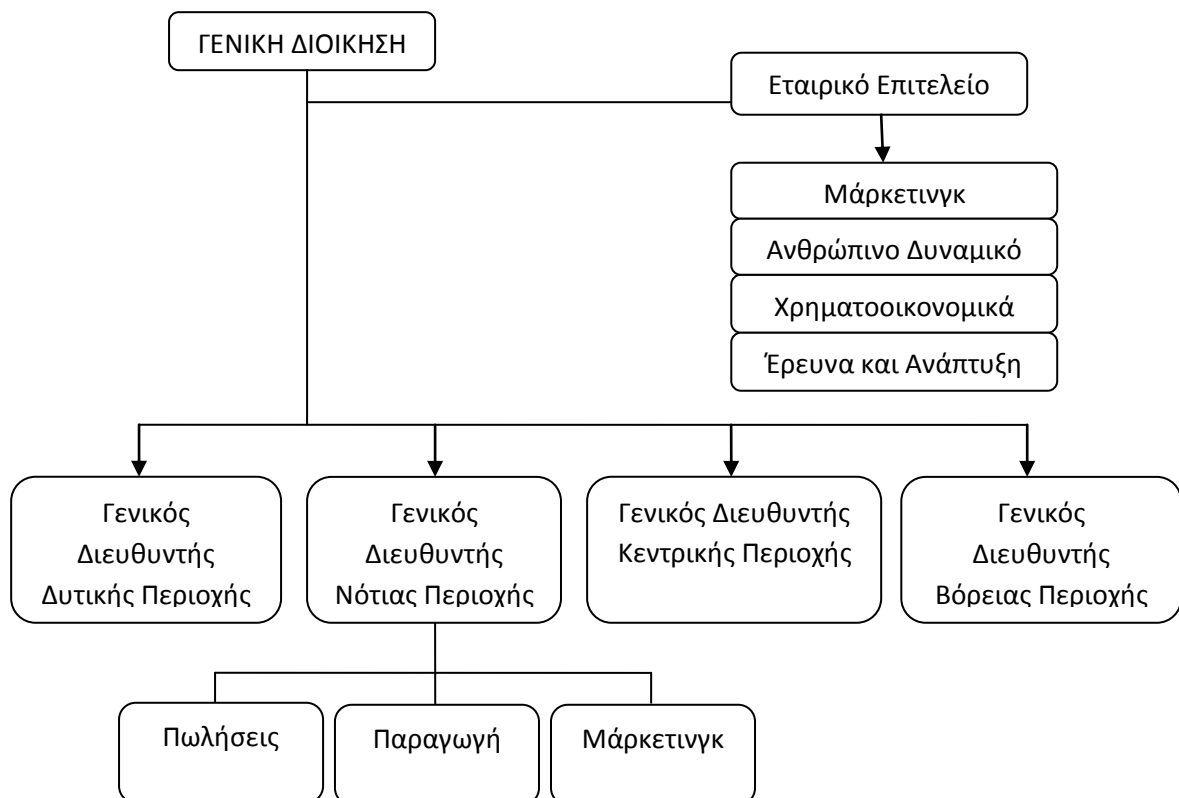 ΓΕΝΙΚΗ ΔΙΟΙΚΗΣΗ
Εταιρικό Επιτελείο
Μάρκετινγκ
Ανθρώπινο Δυναμικό
Χρηματοοικονομικά
Έρευνα και Ανάπτυξη
Γενικός
Διευθυντής
Δυτικής Περιοχής
Γενικός
Διευθυντής
Νότιας Περιοχής
Γενικός Διευθυντής
Κεντρικής Περιοχής
Γενικός
Διευθυντής
Βόρειας Περιοχής
Πωλήσεις
Παραγωγή
Μάρκετινγκ